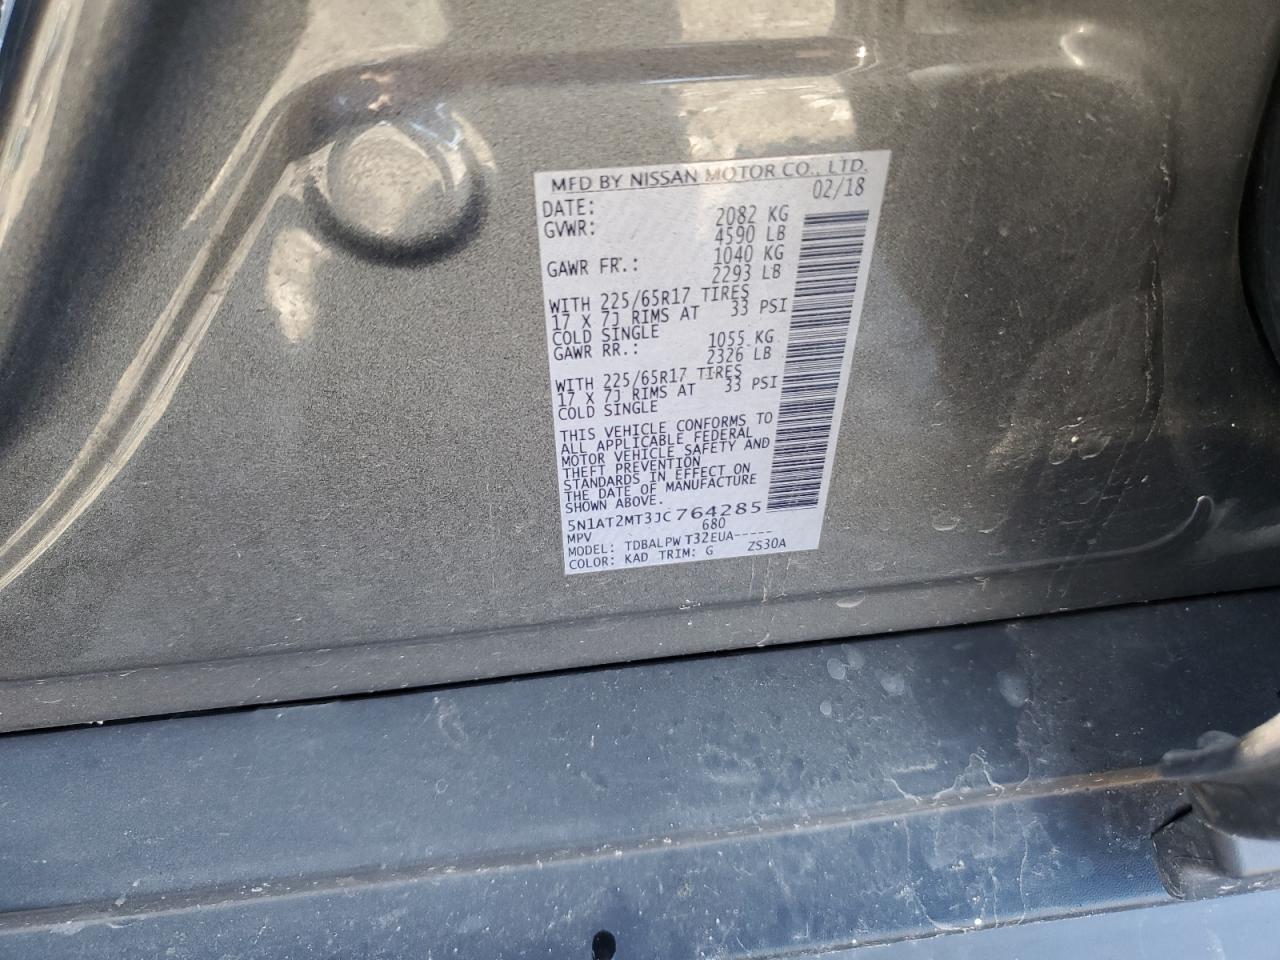 MFD BY NISSAN MOTOR CO., LTD.
DATE: 02/18
GVWR: 2082 KG
4590 LB
GAWR FR.: 1040 KG
2293 LB
WITH 225/65R17 TIRES
17 X 7J RIMS AT 33 PSI
COLD SINGLE
GAWR RR.: 1055 KG
2326 LB
WITH 225/65R17 TIRES
17 X 7J RIMS AT 33 PSI
COLD SINGLE
THIS VEHICLE CONFORMS TO
ALL APPLICABLE FEDERAL
MOTOR VEHICLE SAFETY AND
THEFT PREVENTION
STANDARDS IN EFFECT ON
THE DATE OF MANUFACTURE
SHOWN ABOVE.
5N1AT2MT3JC764285
MPV 680
MODEL: TDBALPW T32EUA-----
COLOR: KAD TRIM: G ZS30A